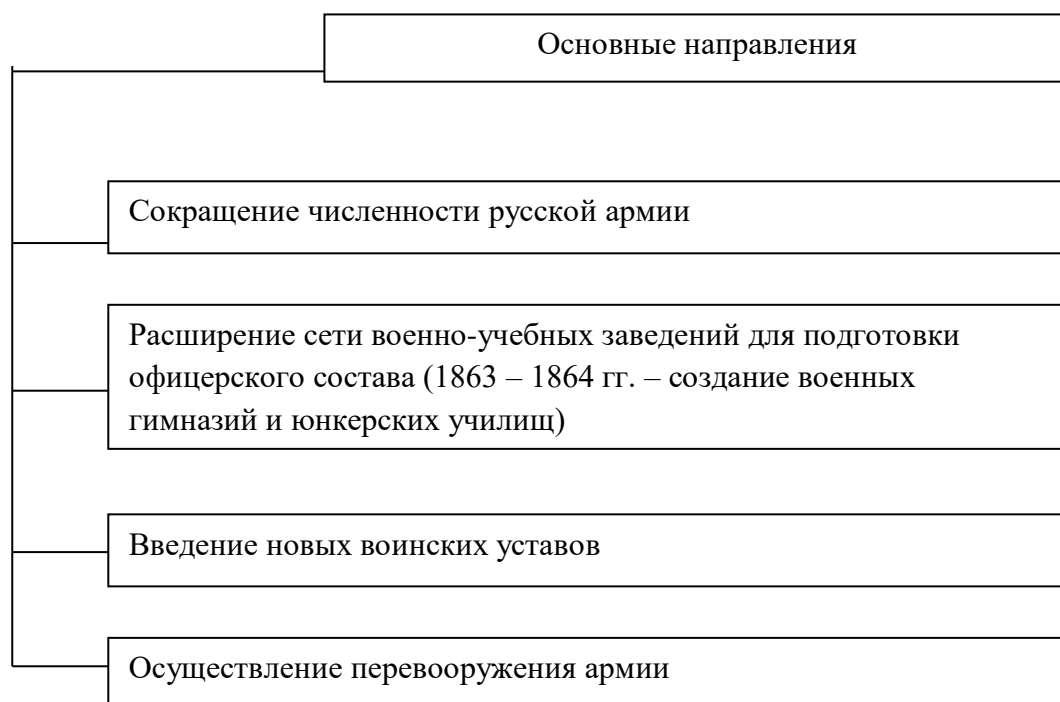 Основные направления
Сокращение численности русской армии
Расширение сети военно-учебных заведений для подготовки
офицерского состава (1863 – 1864 гг. – создание военных
гимназий и юнкерских училищ)
Введение новых воинских уставов
Осуществление перевооружения армии